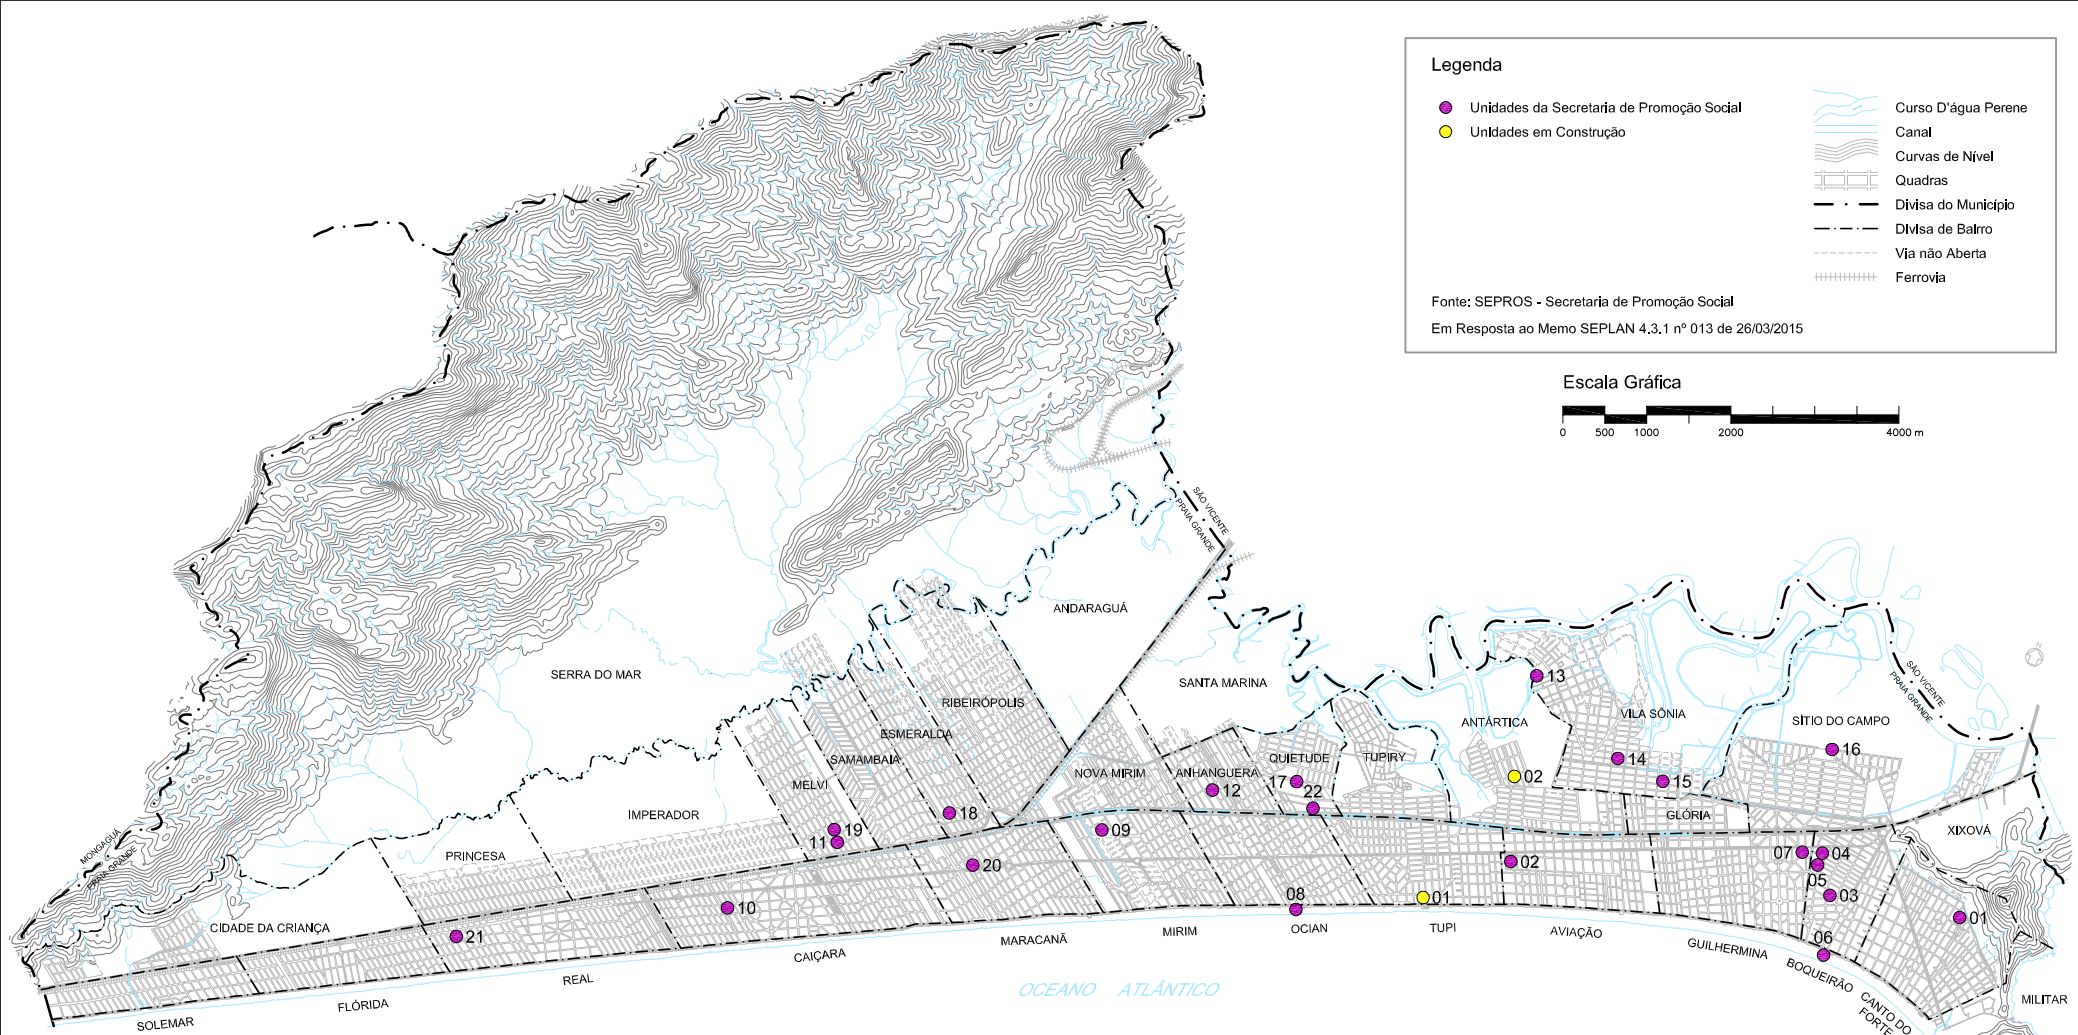 Legenda
Unidades da Secretaria de Promoção Social
Unidades em Construção
Curso D'água Perene
Canal
Curvas de Nível
Quadras
Divisa do Município
Divisa de Bairro
Via não Aberta
Ferrovia
Fonte: SEPROS - Secretaria de Promoção Social
Em Resposta ao Memo SEPLAN 4.3.1 nº 013 de 26/03/2015
Escala Gráfica
0 500 1000 2000 4000 m
SÃO VICENTE
PRAIA GRANDE
ANDARAGUÁ
SERRA DO MAR
SANTA MARINA
13
SÃO VICENTE
PRAIA GRANDE
RIBEIRÓPOLIS
ANTÁRTICA
VILA SÔNIA
SÍTIO DO CAMPO
ESMERALDA
16
SAMAMBAIA
QUIETUDE
TUPIRY
14
NOVA MIRIM
ANHANGUERA
02
MELVI
17
15
12
22
IMPERADOR
18
GLÓRIA
19
09
XIXOVÁ
MONGAGUÁ
PRAIA GRANDE
11
PRINCESA
20
02
07
04
05
10
08
01
03
01
CIDADE DA CRIANÇA
21
06
SOLEMAR
FLÓRIDA
REAL
CAIÇARA
MARACANÃ
MIRIM
OCIAN
TUPI
AVIAÇÃO
GUILHERMINA
BOQUEIRÃO
CANTO DO
FORTE
MILITAR
OCEANO ATLÂNTICO